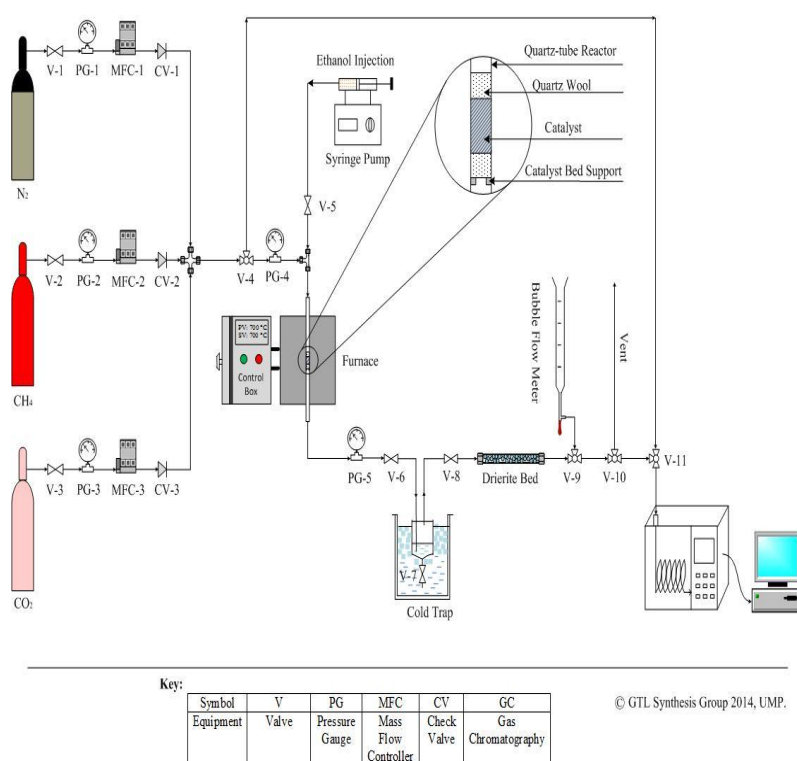 N2
V-1
PG-1
MFC-1
CV-1
Ethanol Injection
Syringe Pump
V-5
Quartz-tube Reactor
Quartz Wool
Catalyst
Catalyst Bed Support
CH4
V-2
PG-2
MFC-2
CV-2
V-4
PG-4
PV: 700 °C
SV: 700 °C
Control
Box
Furnace
Bubble Flow
Meter
Vent
CO2
V-3
PG-3
MFC-3
CV-3
PG-5
V-6
V-8
Drierite Bed
V-9
V-10
V-11
V-7
Cold Trap
Key:
Symbol V PG MFC CV GC
Equipment Valve Pressure Gauge Mass Flow Controller Check Valve Gas Chromatography
© GTL Synthesis Group 2014, UMP.